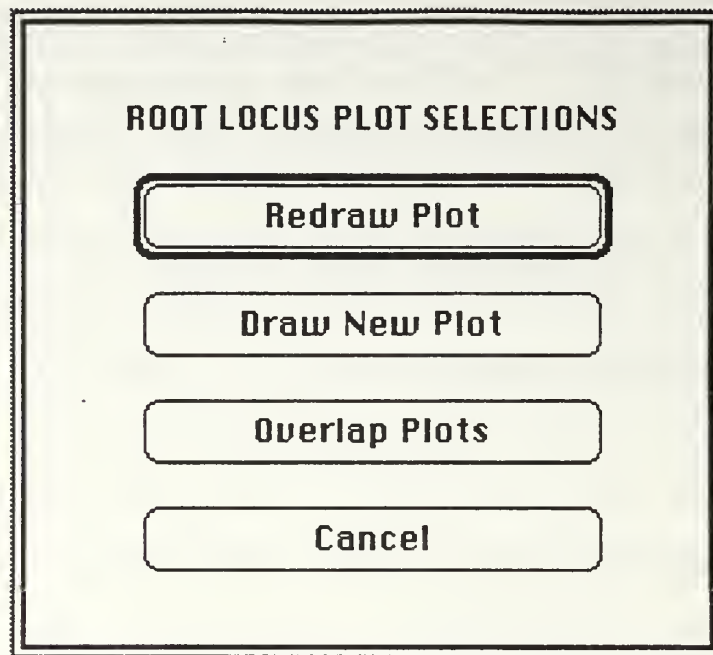 ROOT LOCUS PLOT SELECTIONS
Redraw Plot
Draw New Plot
Overlap Plots
Cancel